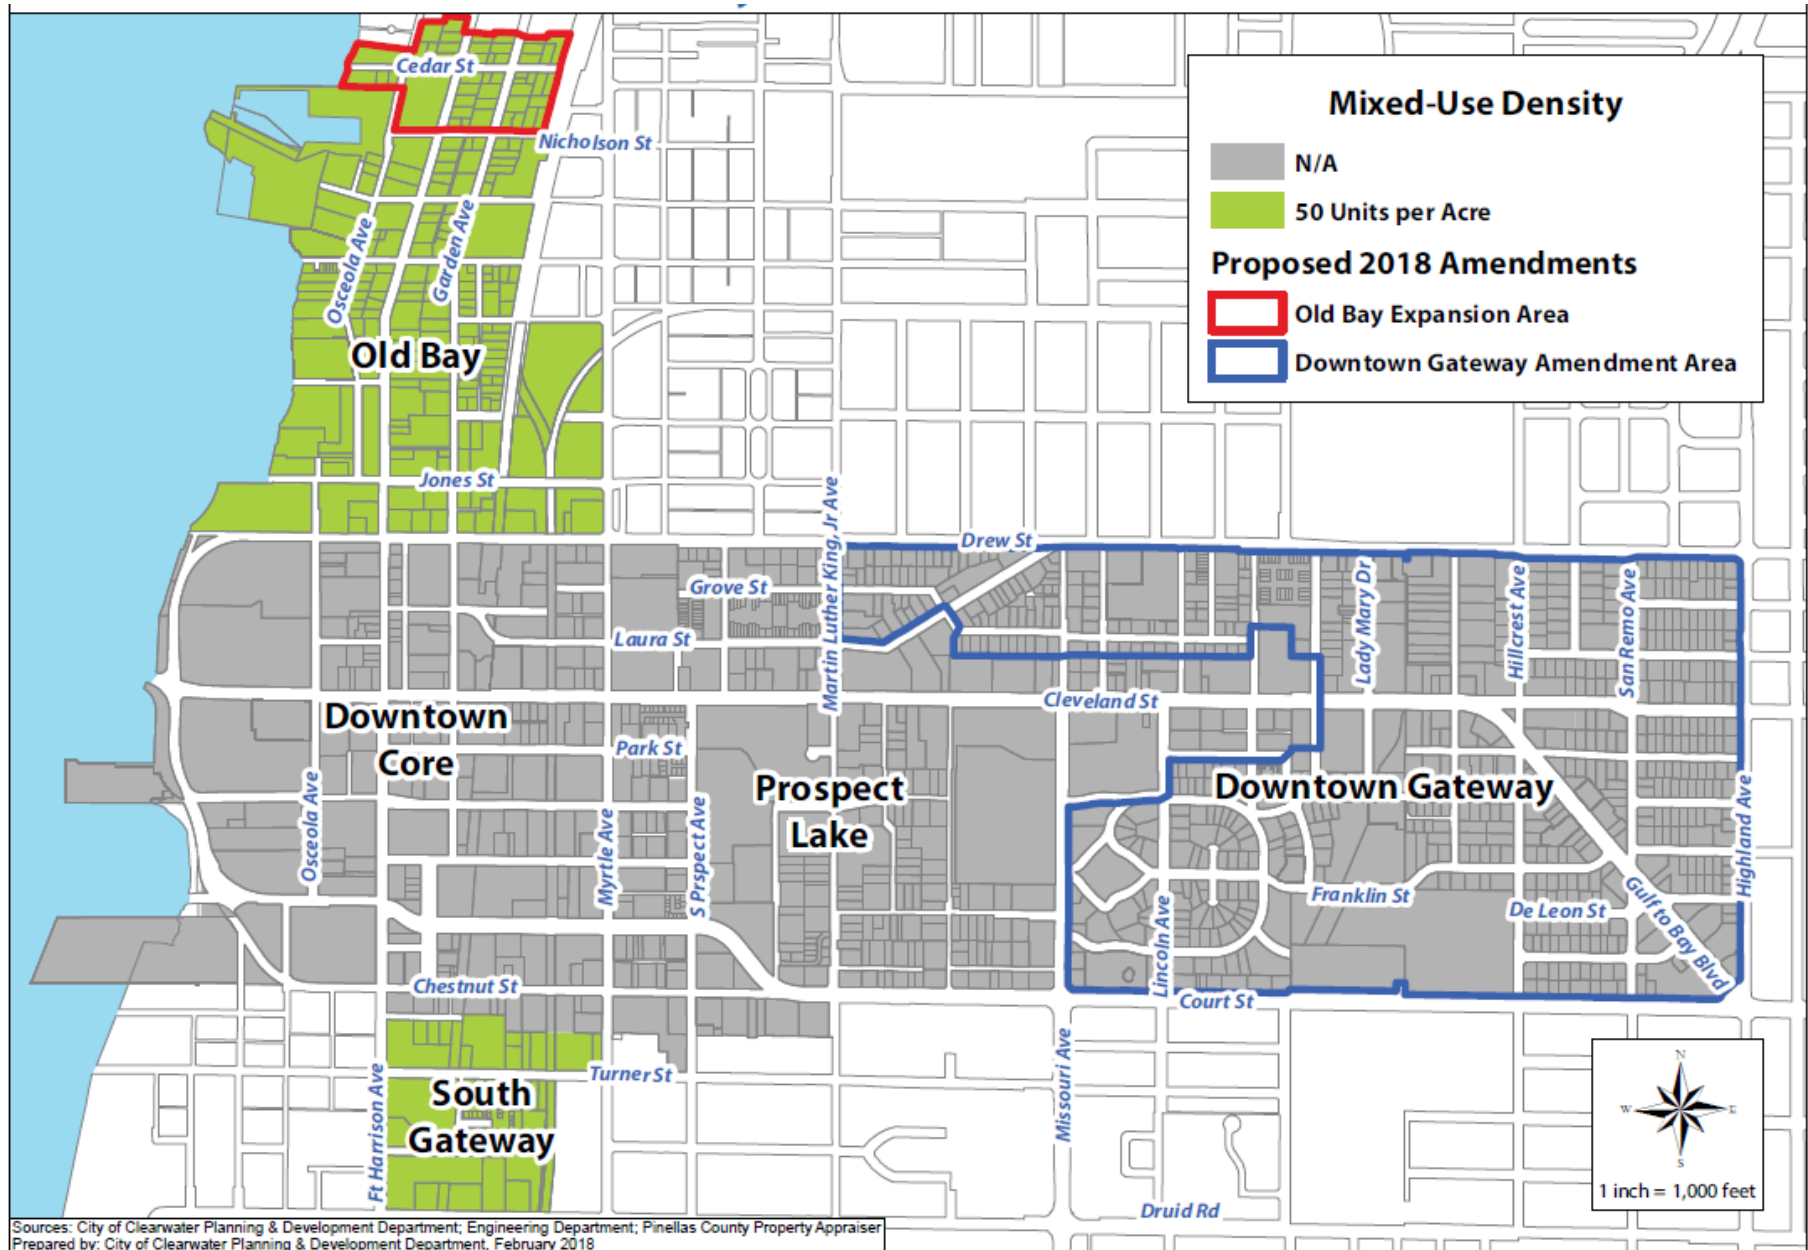 Mixed-Use Density
N/A
50 Units per Acre
Proposed 2018 Amendments
Old Bay Expansion Area
Downtown Gateway Amendment Area
Cedar St
Nicholson St
Osceola Ave
Garden Ave
Old Bay
Jones St
Martin Luther King, Jr Ave
Drew St
Grove St
Laura St
Lady Mary Dr
Hillcrest Ave
San Remo Ave
Cleveland St
Downtown
Core
Park St
Prospect
Lake
Downtown Gateway
Osceola Ave
Myrtle Ave
S Prspect Ave
Highland Ave
Franklin St
De Leon St
Gulf to Bay Blvd
Lincoln Ave
Chestnut St
Court St
Missouri Ave
Turner St
South
Gateway
Ft Harrison Ave
Druid Rd
N
W
E
S
1 inch = 1,000 feet
Sources: City of Clearwater Planning & Development Department; Engineering Department; Pinellas County Property Appraiser
Prepared by: City of Clearwater Planning & Development Department, February 2018